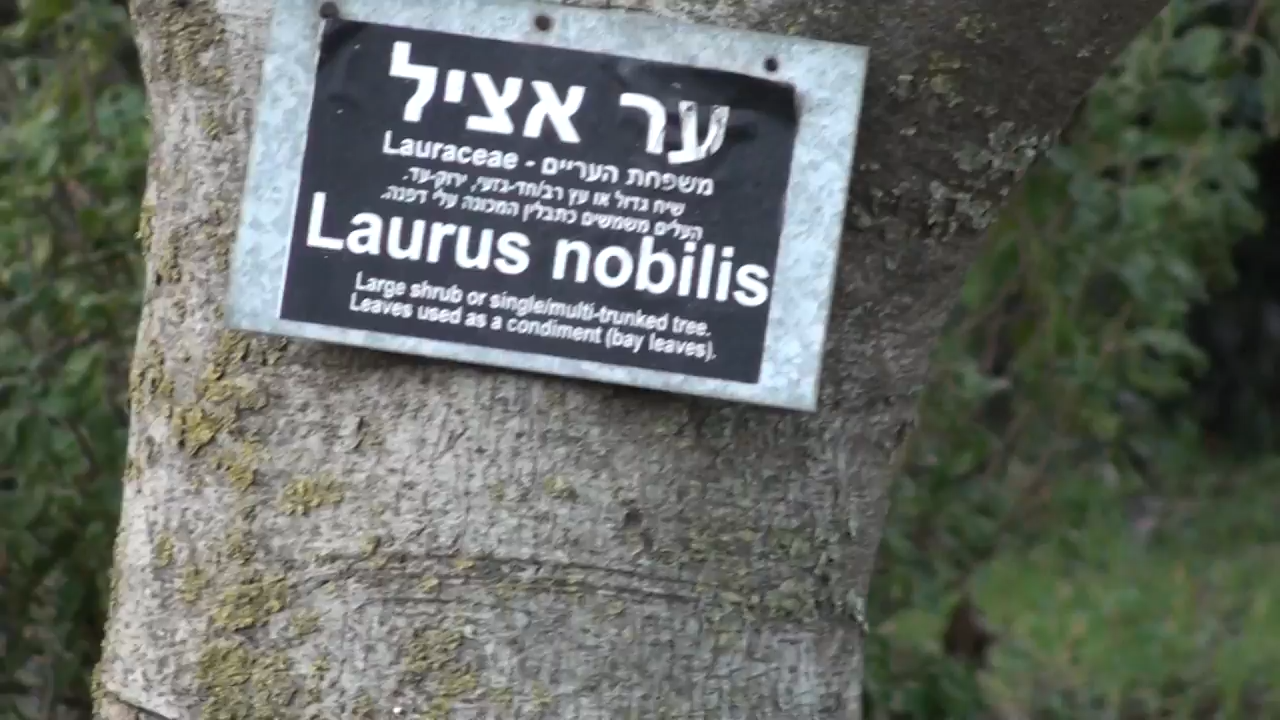 ער אציל
משפחת העריים - Lauraceae
שיח גדול או עץ רב/חד-גזעי, ירוק-עד.
העלים משמשים כתבלין המכונה עלי דפנה.
Laurus nobilis
Large shrub or single/multi-trunked tree.
Leaves used as a condiment (bay leaves).